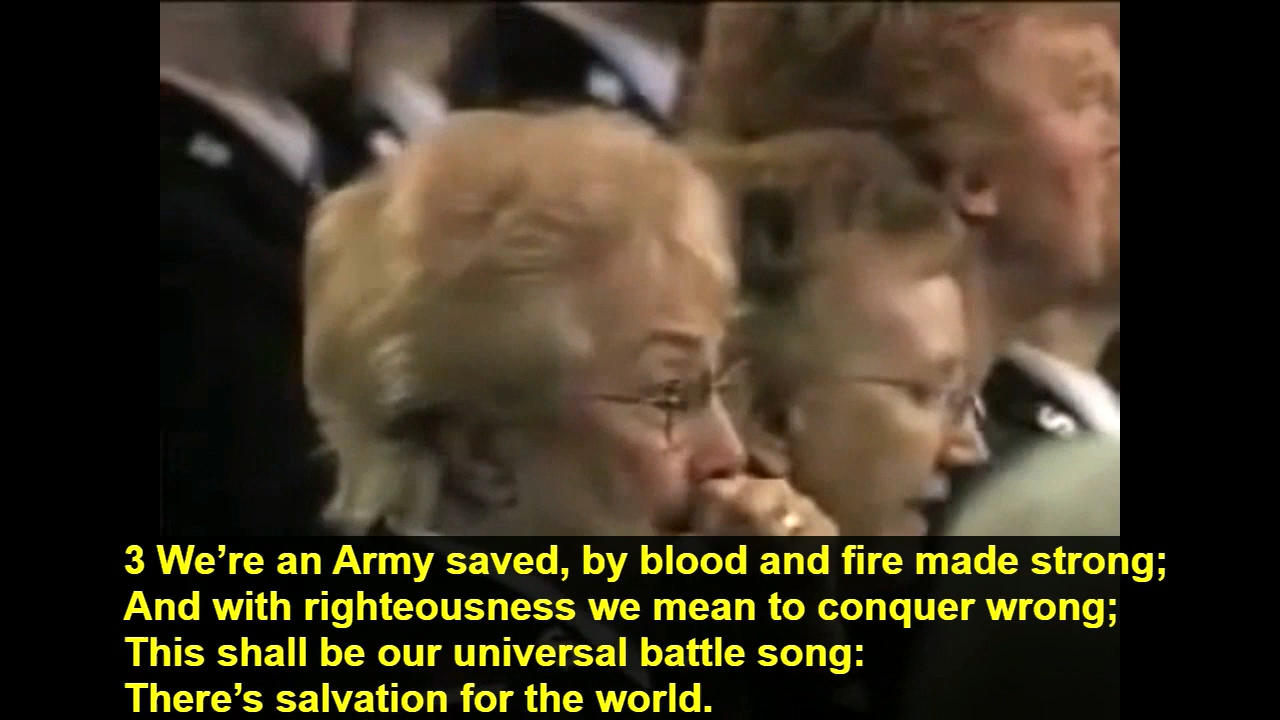 3 We’re an Army saved, by blood and fire made strong;
And with righteousness we mean to conquer wrong;
This shall be our universal battle song:
There’s salvation for the world.